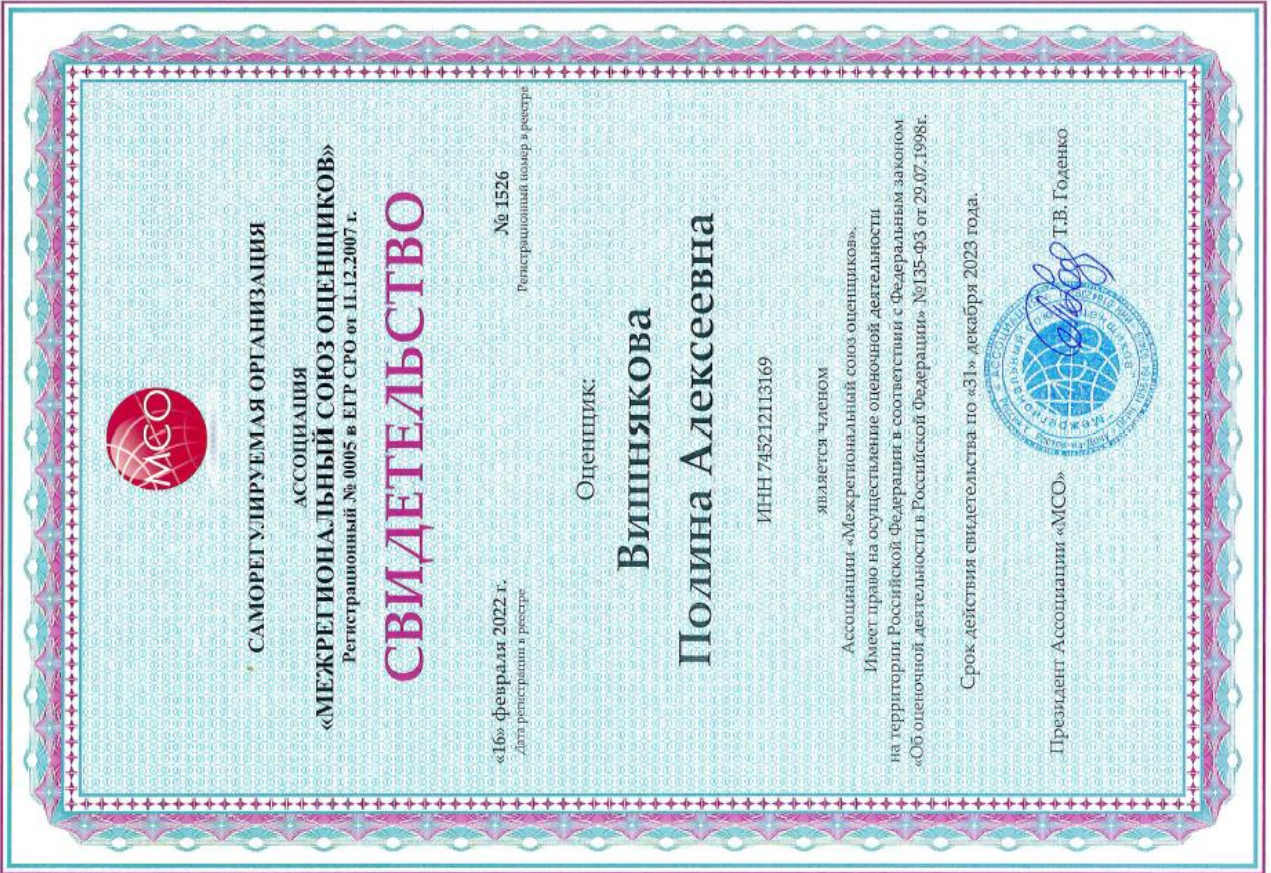 МСО
САМОРЕГУЛИРУЕМАЯ ОРГАНИЗАЦИЯ
АССОЦИАЦИЯ
«МЕЖРЕГИОНАЛЬНЫЙ СОЮЗ ОЦЕНЩИКОВ»
Регистрационный № 0005 в ЕГР СРО от 11.12.2007 г.
СВИДЕТЕЛЬСТВО
«16» февраля 2022 г. № 1526
Дата регистрации в реестре Регистрационный номер в реестре
Оценщик:
Вишнякова
Полина Алексеевна
ИНН 745212113169
является членом
Ассоциации «Межрегиональный союз оценщиков».
Имеет право на осуществление оценочной деятельности
на территории Российской Федерации в соответствии с Федеральным законом
«Об оценочной деятельности в Российской Федерации» №135-ФЗ от 29.07.1998г.
Срок действия свидетельства по «31» декабря 2023 года.
Президент Ассоциации «МСО» Т.В. Годенко